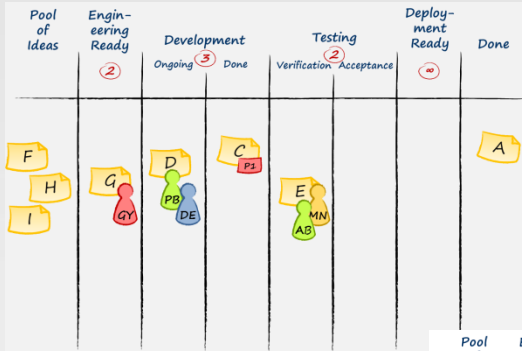 Pool
of
Ideas
Engin-
eering
Ready
2
Development
3
Ongoing
Done
Testing
2
Verification
Acceptance
Deploy-
ment
Ready
∞
Done
F
H
I
G
GY
D
PB
DE
C
P1
E
MN
AB
A
Pool